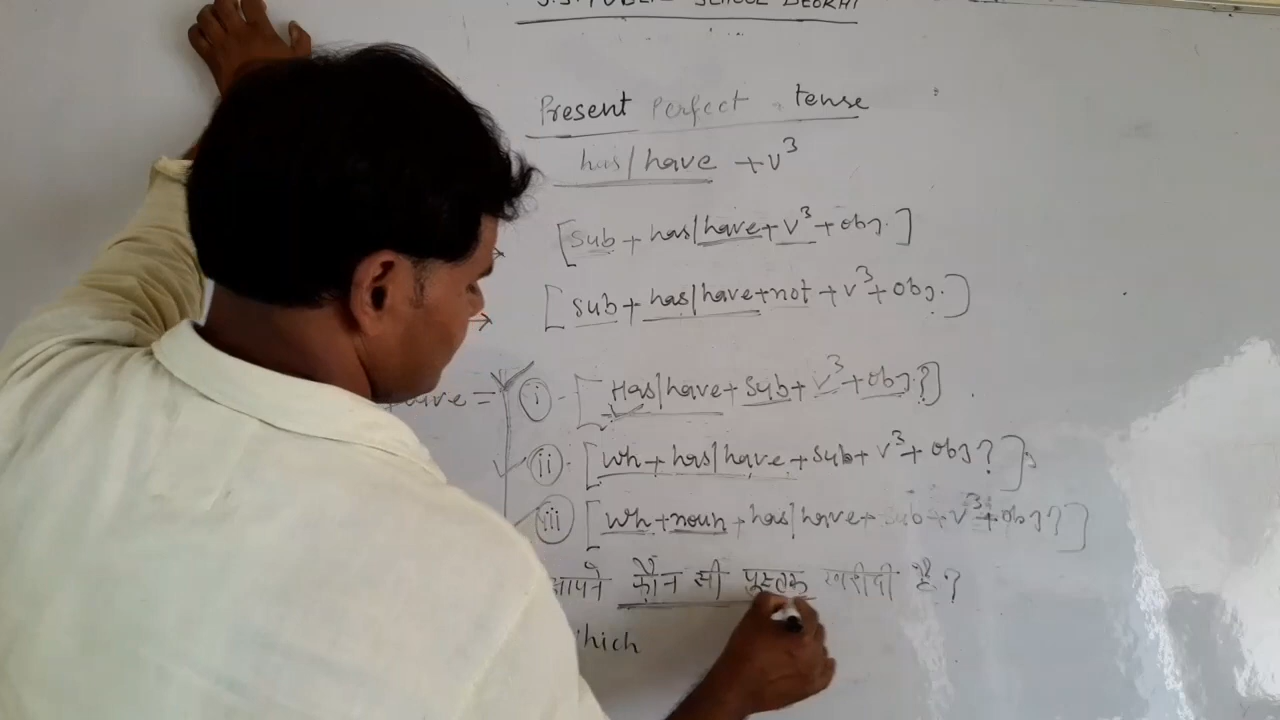 SCHOOL DEORHI
Present Perfect tense
has/have + v³
[sub + has/have + v³ + obj.]
[sub + has/have + not + v³ + obj.]
(i) - [Has/have + sub + v³ + obj.?]
(ii) - [wh + has/have + sub + v³ + obj?]
(iii) [wh + noun + has/have + sub + v³ + obj?]
आपने कौन सी पुस्तक खरीदी है?
hich